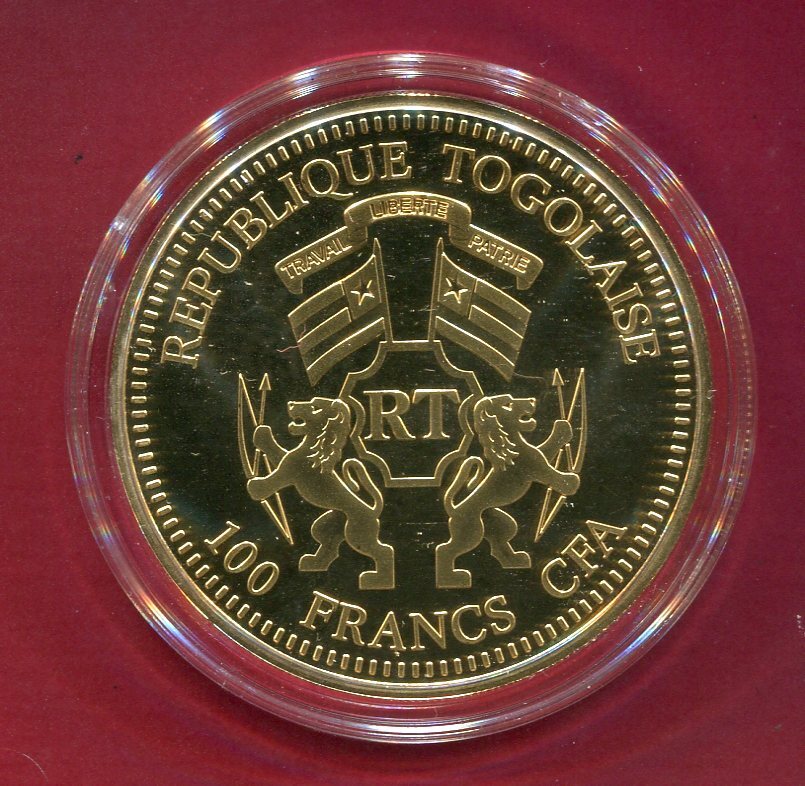 REPUBLIQUE TOGOLAISE
TRAVAIL LIBERTE PATRIE
RT
100 FRANCS CFA